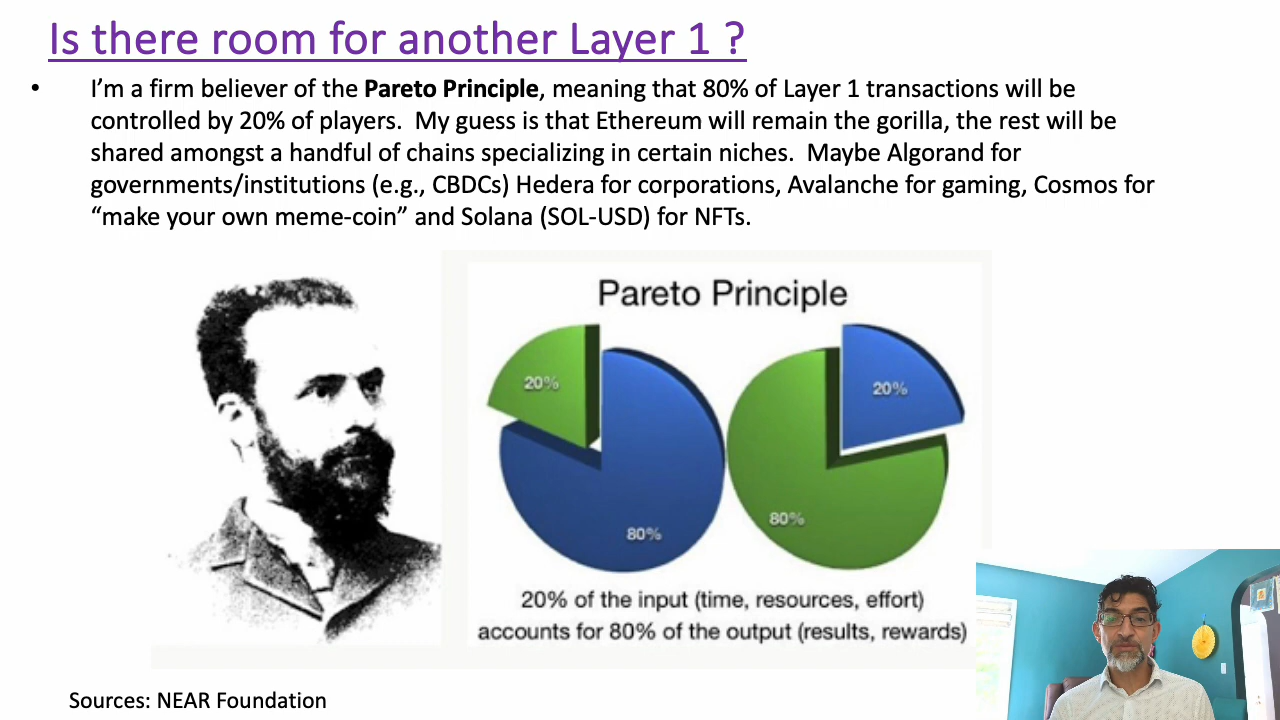 Is there room for another Layer 1 ?
• I’m a firm believer of the Pareto Principle, meaning that 80% of Layer 1 transactions will be
controlled by 20% of players.  My guess is that Ethereum will remain the gorilla, the rest will be
shared amongst a handful of chains specializing in certain niches.  Maybe Algorand for
governments/institutions (e.g., CBDCs) Hedera for corporations, Avalanche for gaming, Cosmos for
“make your own meme-coin” and Solana (SOL-USD) for NFTs.
Pareto Principle
20%
80%
20%
80%
20% of the input (time, resources, effort)
accounts for 80% of the output (results, rewards)
Sources: NEAR Foundation